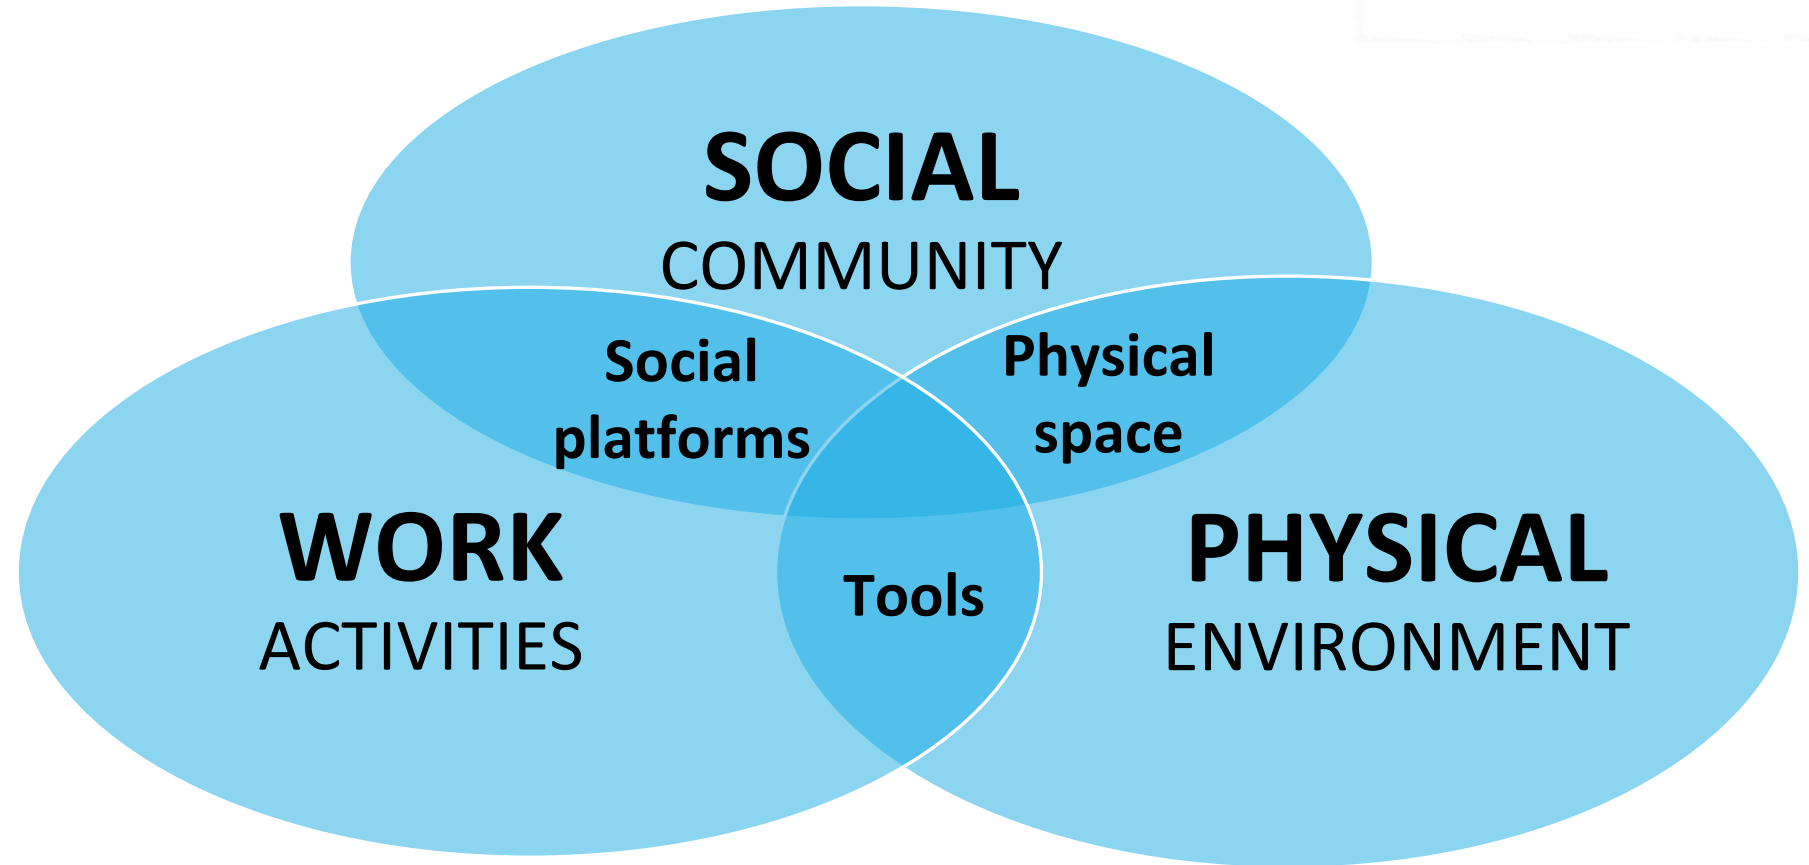 SOCIAL
COMMUNITY
Social
platforms
Physical
space
WORK
ACTIVITIES
Tools
PHYSICAL
ENVIRONMENT